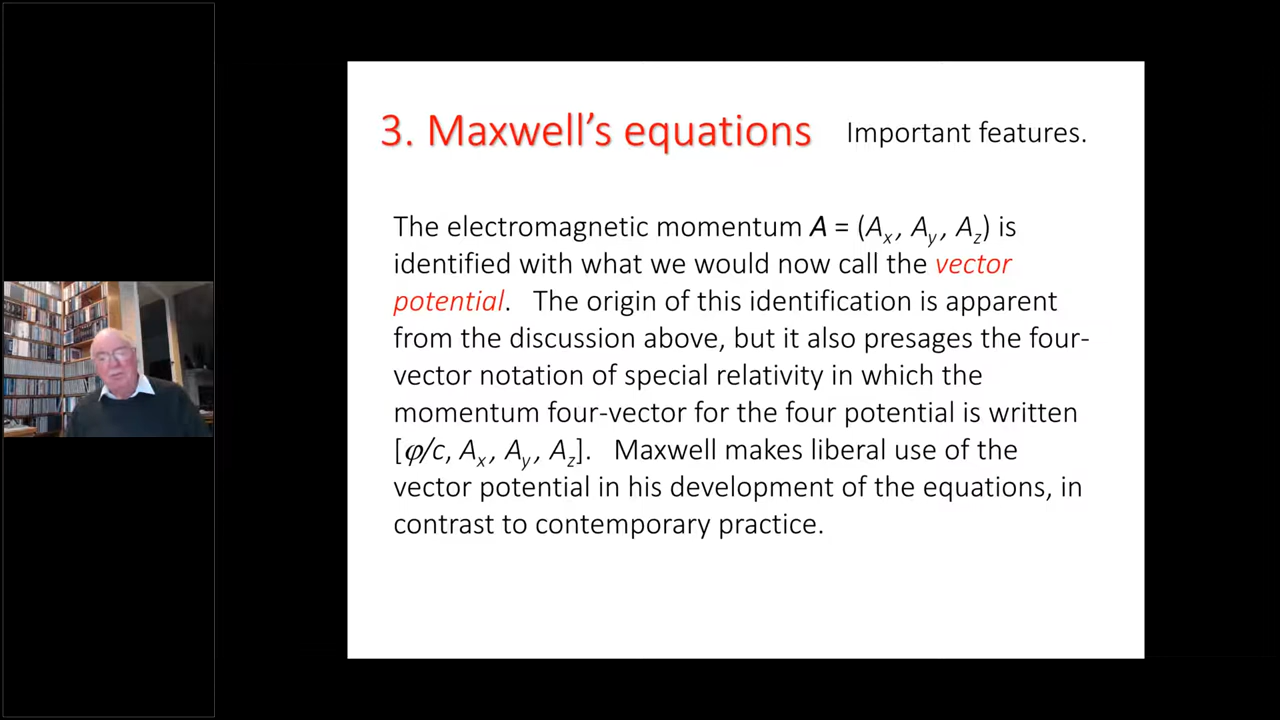 3. Maxwell’s equations Important features.
The electromagnetic momentum A = (Ax, Ay, Az) is
identified with what we would now call the vector
potential. The origin of this identification is apparent
from the discussion above, but it also presages the four-
vector notation of special relativity in which the
momentum four-vector for the four potential is written
[φ/c, Ax, Ay, Az]. Maxwell makes liberal use of the
vector potential in his development of the equations, in
contrast to contemporary practice.